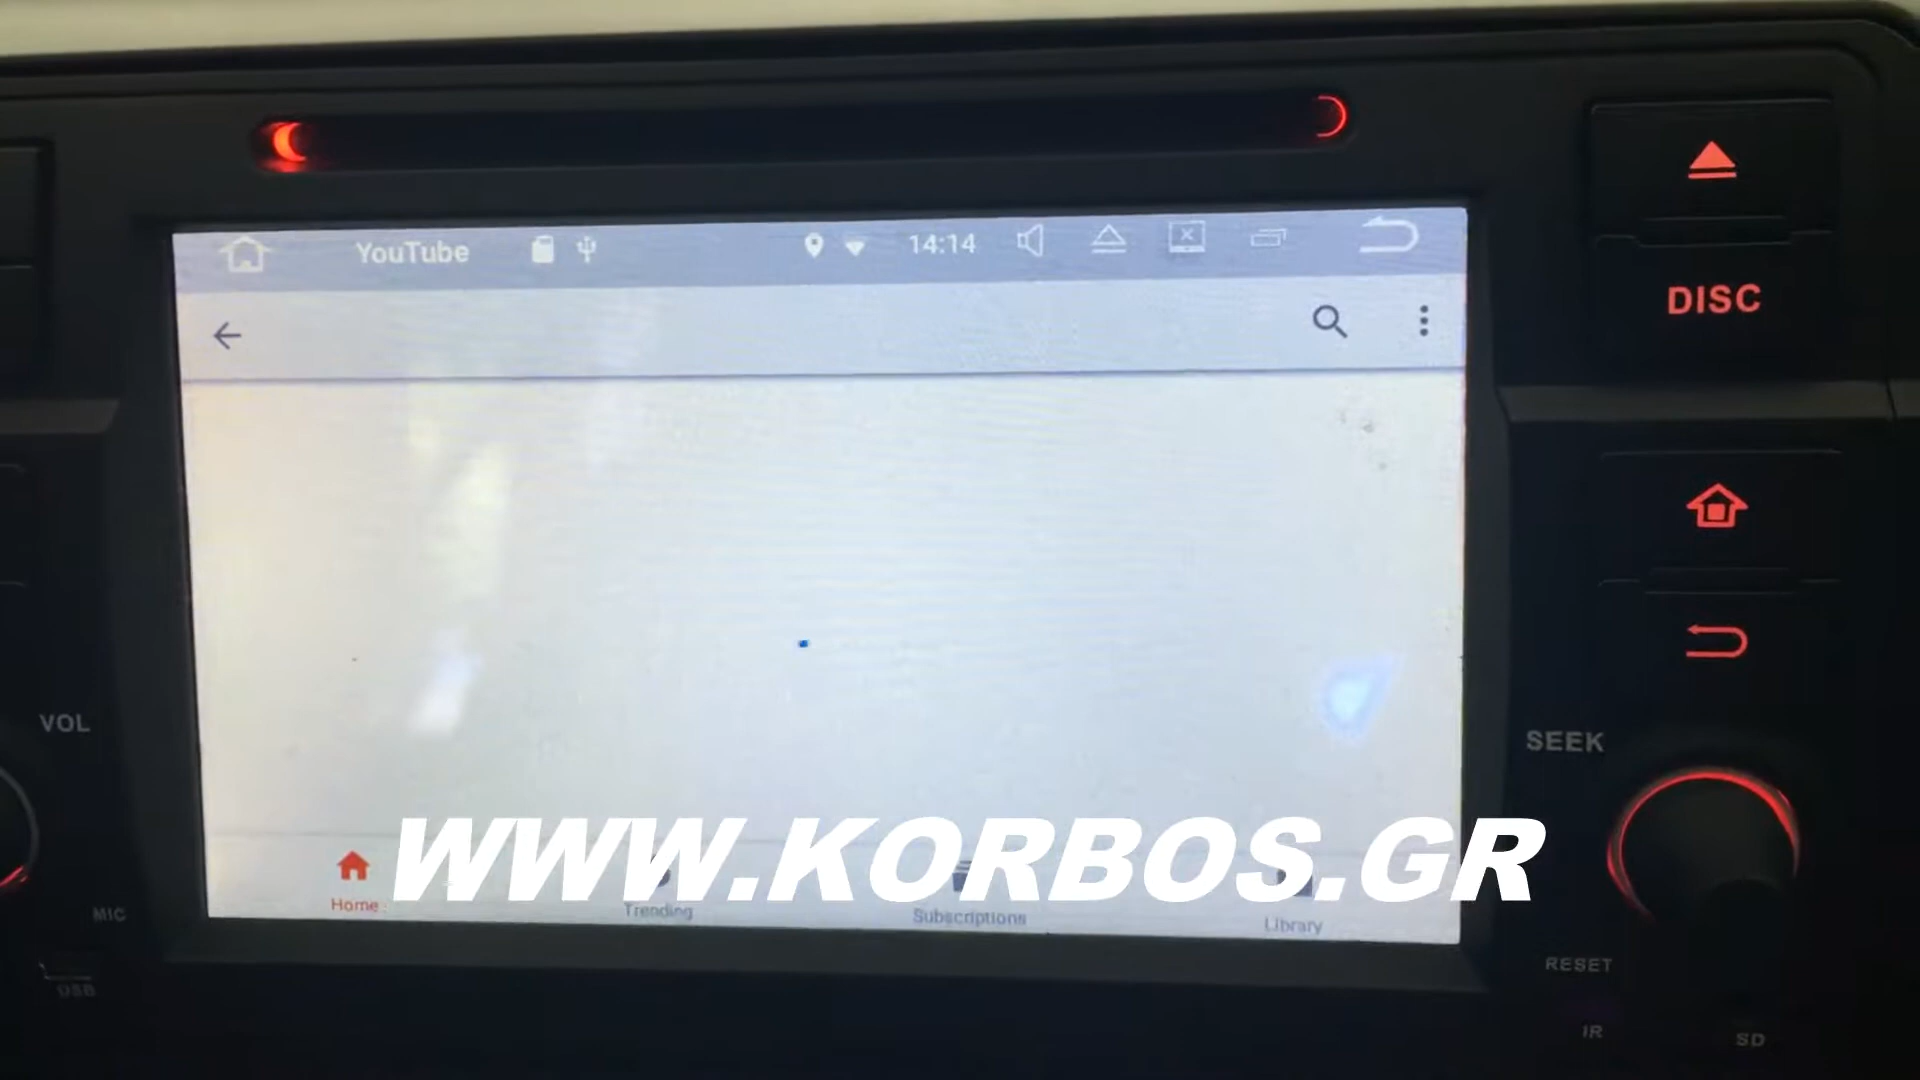 YouTube 14:14
DISC
VOL
SEEK
WWW.KORBOS.GR
Home
Trending
Subscriptions
Library
MIC
RESET
USB
IR
SD